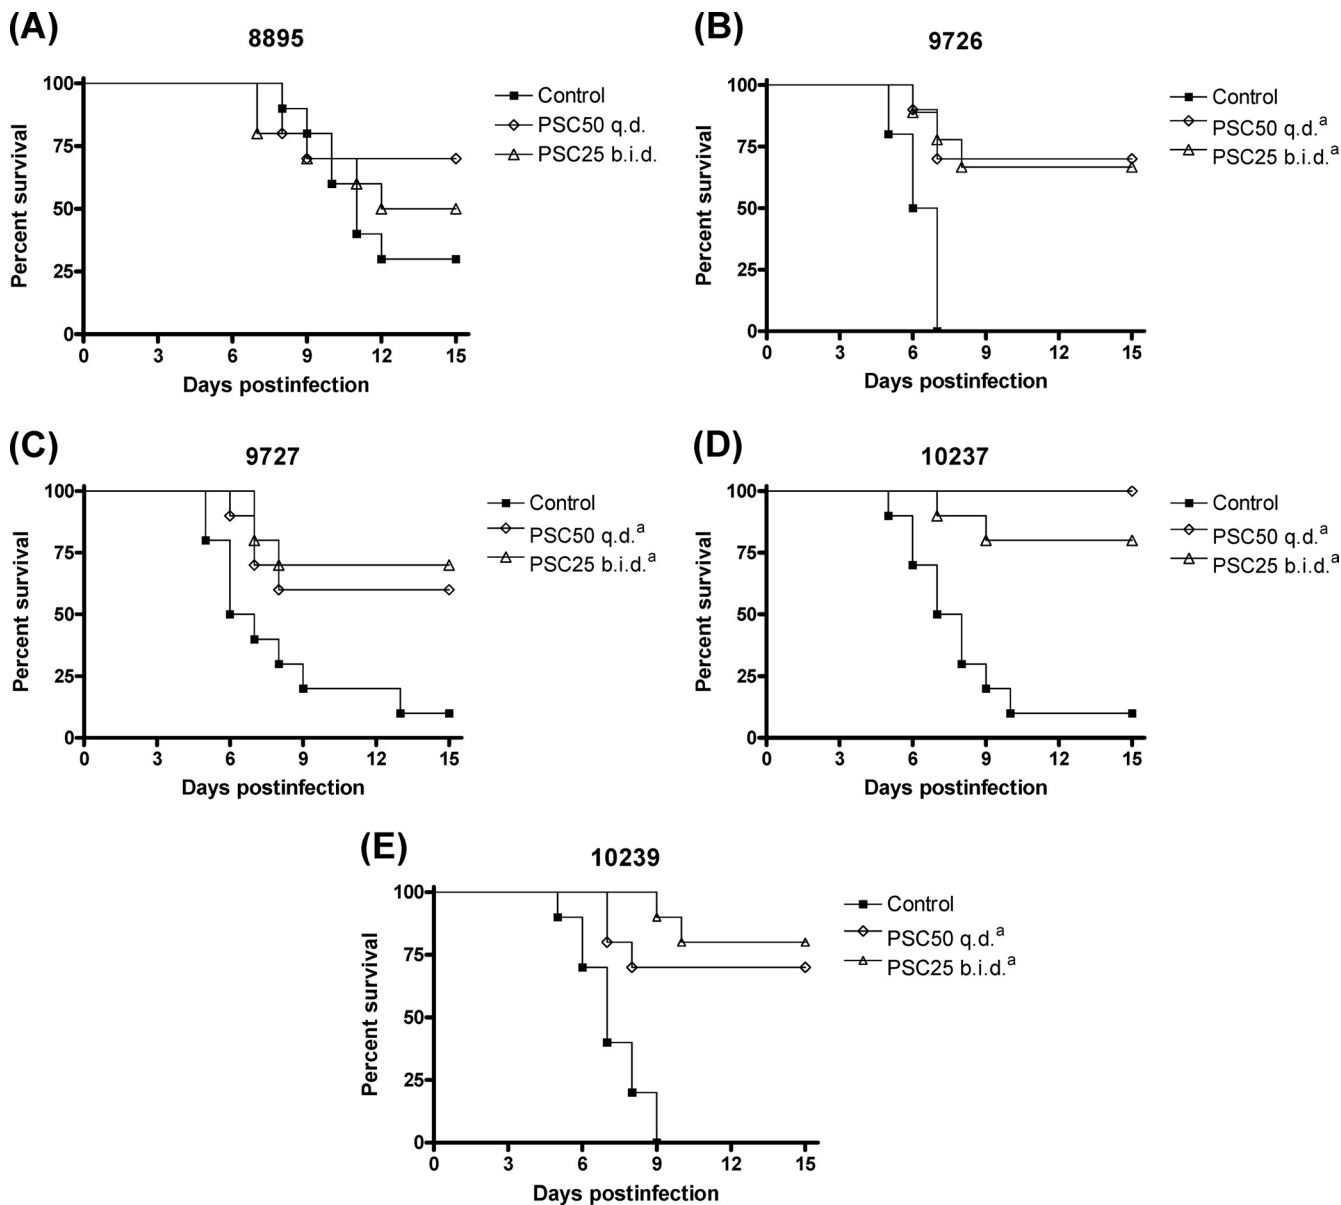 (A)
8895
100
75
50
25
0
0 3 6 9 12 15
Percent survival
Days postinfection
Control
PSC50 q.d.
PSC25 b.i.d.
(B)
9726
100
75
50
25
0
0 3 6 9 12 15
Percent survival
Days postinfection
Control
PSC50 q.d.a
PSC25 b.i.d.a
(C)
9727
100
75
50
25
0
0 3 6 9 12 15
Percent survival
Days postinfection
Control
PSC50 q.d.a
PSC25 b.i.d.a
(D)
10237
100
75
50
25
0
0 3 6 9 12 15
Percent survival
Days postinfection
Control
PSC50 q.d.a
PSC25 b.i.d.a
(E)
10239
100
75
50
25
0
0 3 6 9 12 15
Percent survival
Days postinfection
Control
PSC50 q.d.a
PSC25 b.i.d.a